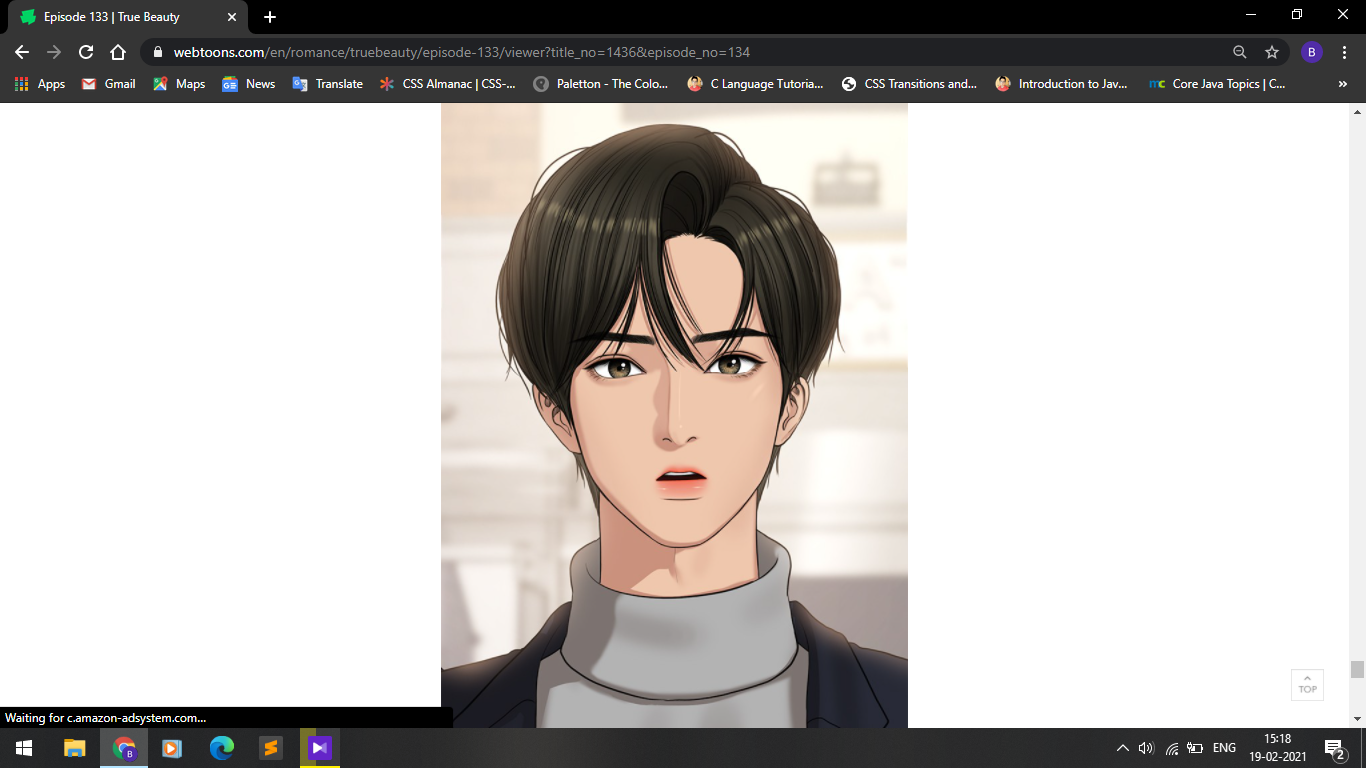 Episode 133 | True Beauty
webtoons.com/en/romance/truebeauty/episode-133/viewer?title_no=1436&episode_no=134
B
Apps
Gmail
Maps
News
Translate
CSS Almanac | CSS-...
Paletton - The Colo...
C Language Tutoria...
CSS Transitions and...
Introduction to Jav...
mc Core Java Topics | C...
TOP
Waiting for c.amazon-adsystem.com...
B
ENG
15:18
19-02-2021
2